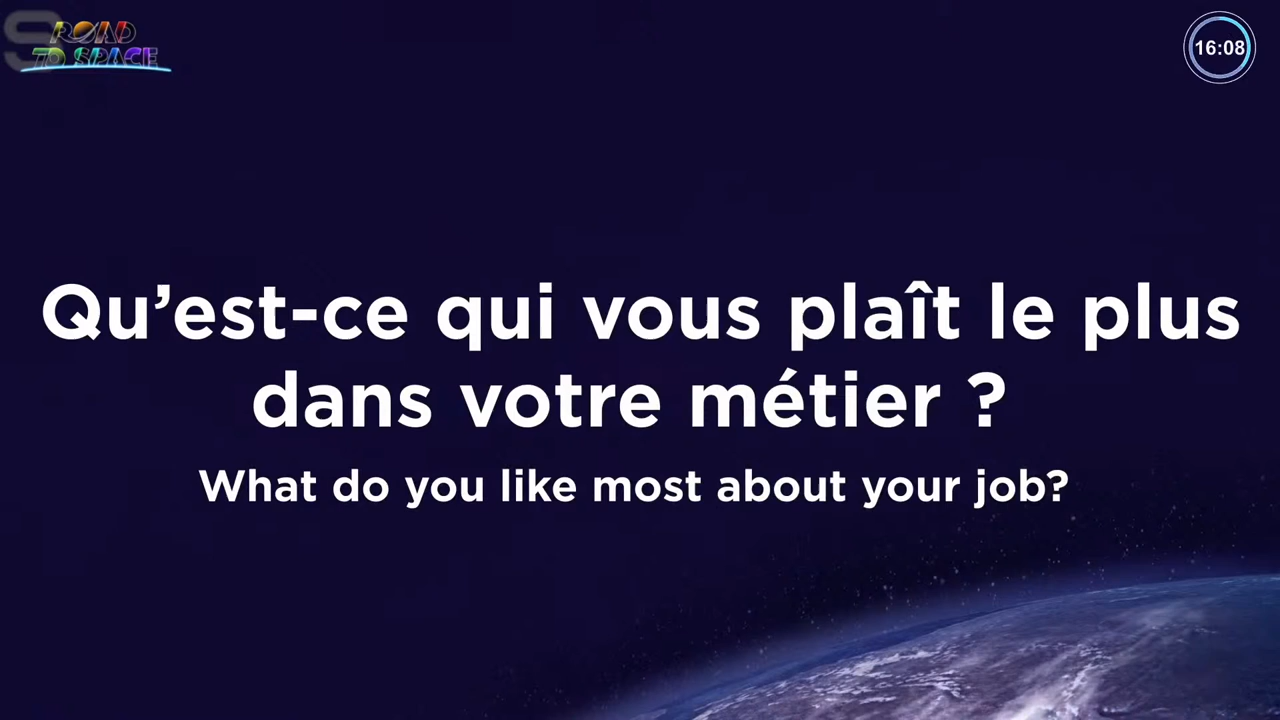 ROAD
TO SPACE
16:08
Qu’est-ce qui vous plaît le plus
dans votre métier ?
What do you like most about your job?